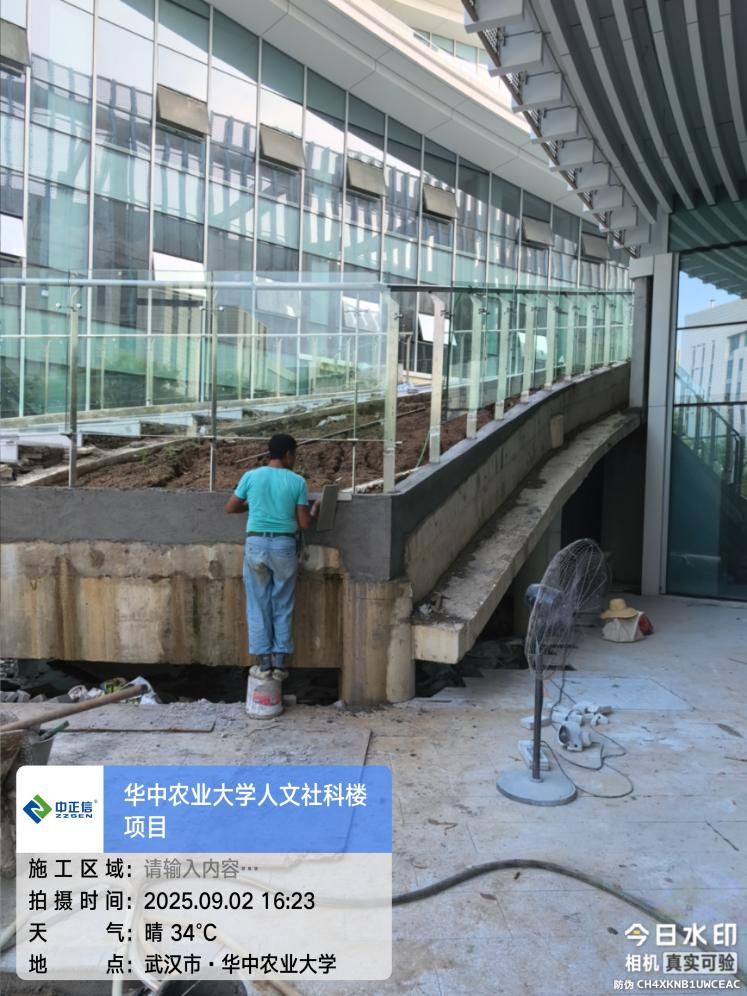 中正信
ZZSEN
华中农业大学人文社科楼
项目
施工区域：请输入内容…
拍摄时间：2025.09.02 16:23
天气：晴 34℃
地点：武汉市·华中农业大学
今日水印
相机 真实可验
防伪 CH4XKNB1UWCEAC